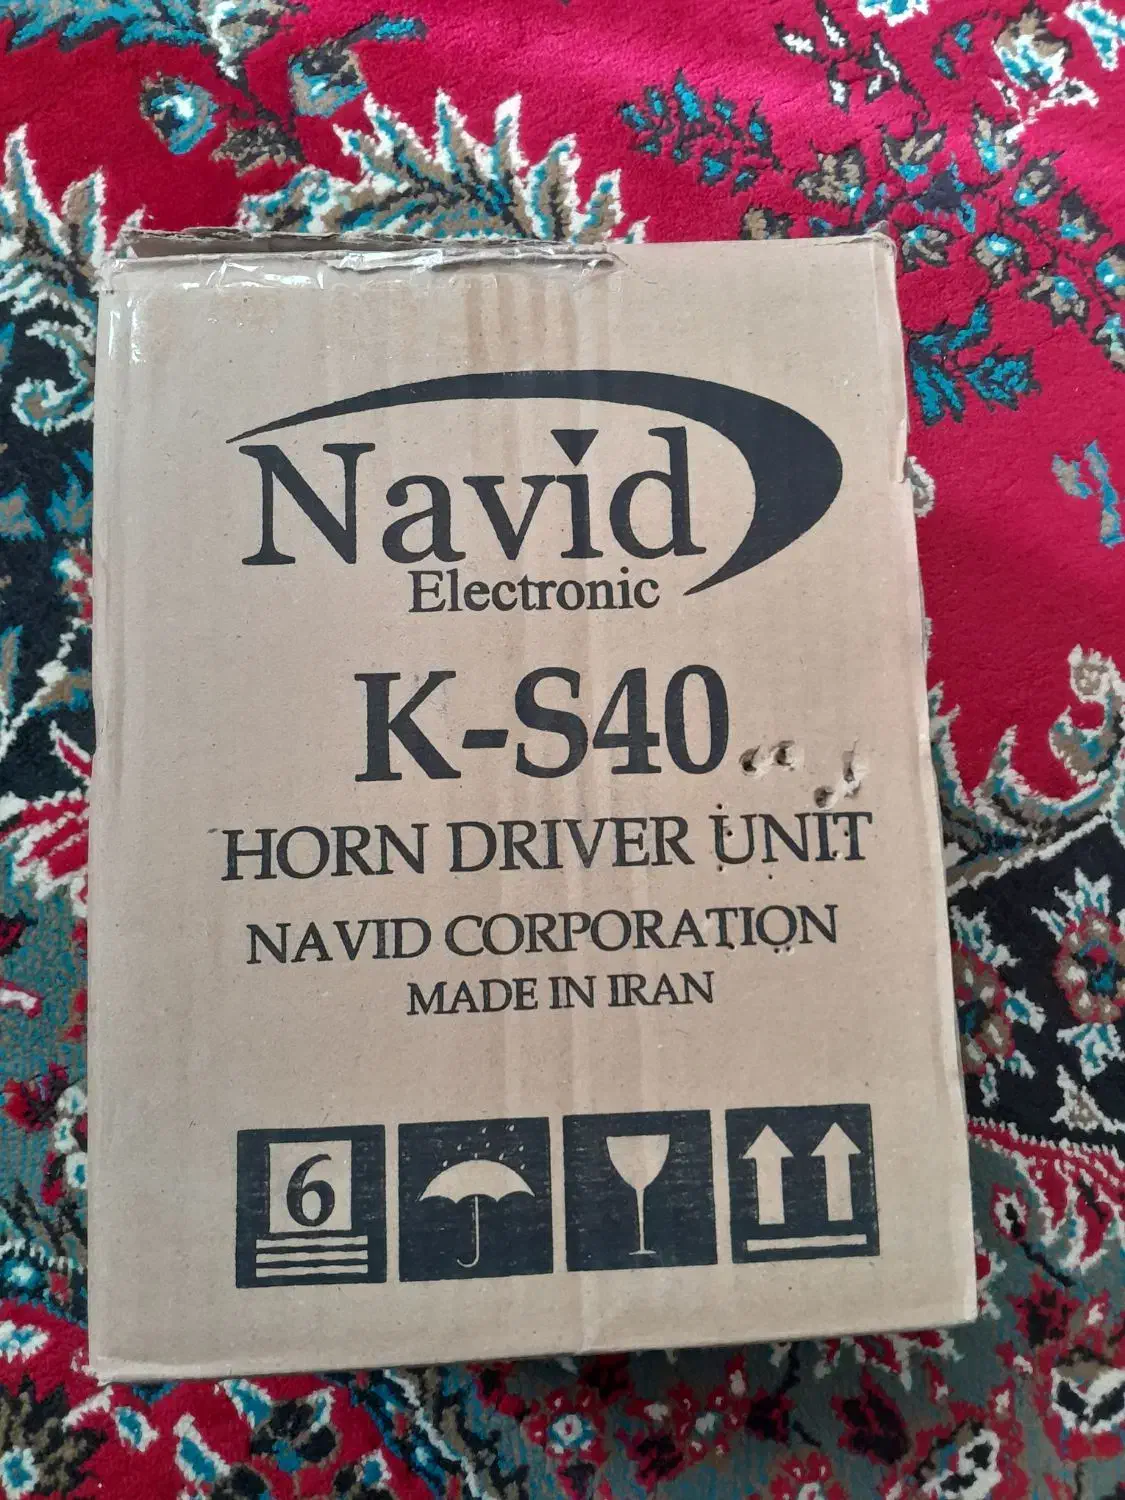 Navid
Electronic
K-S40
HORN DRIVER UNIT
NAVID CORPORATION
MADE IN IRAN
6